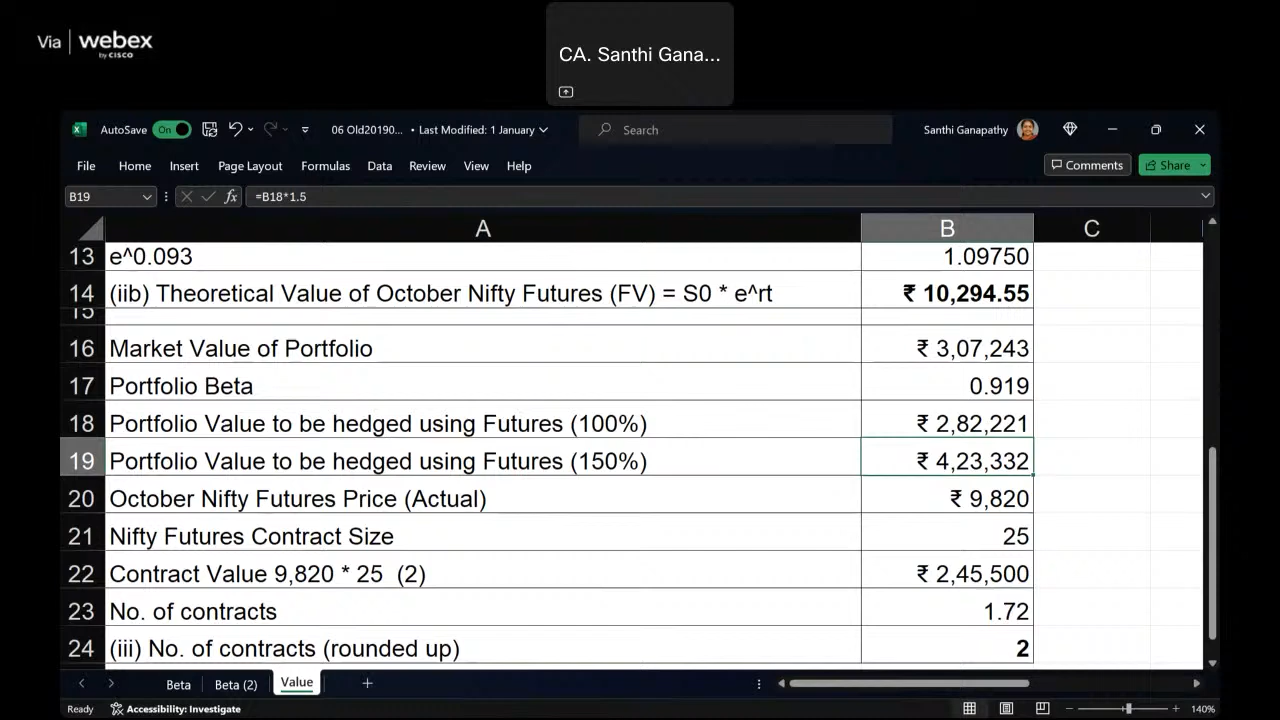 Via | webex
by CISCO
CA. Santhi Gana...
AutoSave On 06 Old20190... • Last Modified: 1 January Search Santhi Ganapathy
File Home Insert Page Layout Formulas Data Review View Help Comments Share
B19 fx =B18*1.5
A B C
13 e^0.093 1.09750
14 (iib) Theoretical Value of October Nifty Futures (FV) = S0 * e^rt ₹ 10,294.55
15
16 Market Value of Portfolio ₹ 3,07,243
17 Portfolio Beta 0.919
18 Portfolio Value to be hedged using Futures (100%) ₹ 2,82,221
19 Portfolio Value to be hedged using Futures (150%) ₹ 4,23,332
20 October Nifty Futures Price (Actual) ₹ 9,820
21 Nifty Futures Contract Size 25
22 Contract Value 9,820 * 25 (2) ₹ 2,45,500
23 No. of contracts 1.72
24 (iii) No. of contracts (rounded up) 2
Beta Beta (2) Value
Ready Accessibility: Investigate 140%